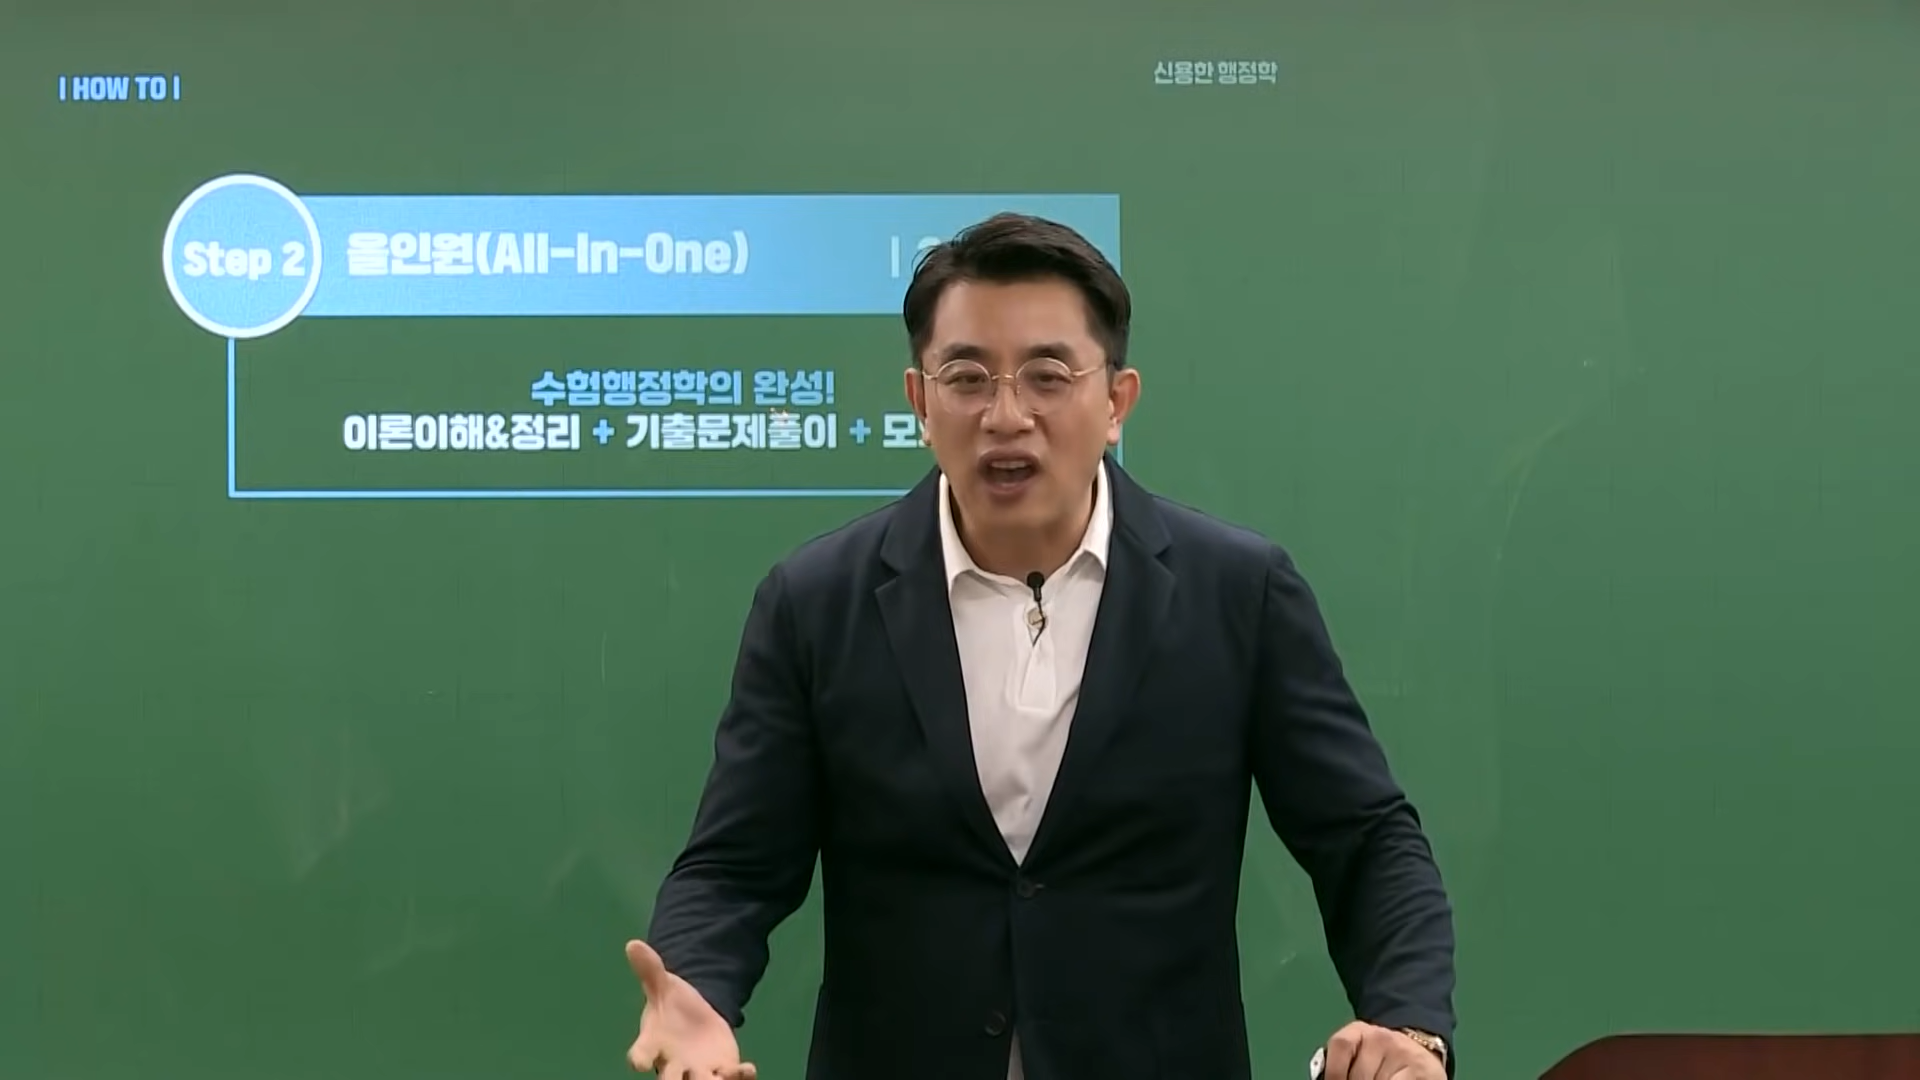 | HOW TO |
신용한 행정학
Step 2
올인원(All-In-One)
수험행정학의 완성!
이론이해&정리 + 기출문제풀이 +